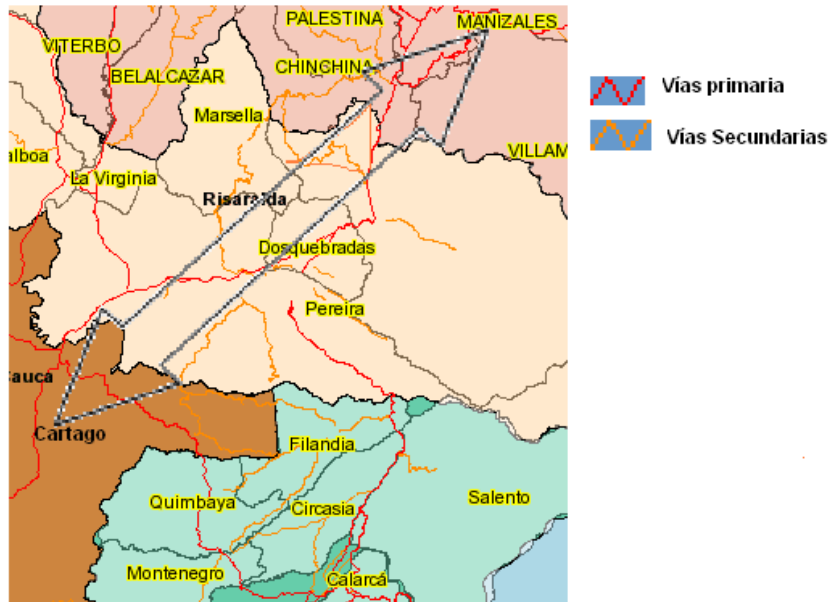 PALESTINA
MANIZALES
VITERBO
BELALCAZAR
CHINCHINA
Marsella
VILLAM
alboa
La Virginia
Risaralda
Dosquebradas
Pereira
Cauca
Cartago
Filandia
Quimbaya
Circasia
Salento
Montenegro
Calarcá
Vías primaria
Vías Secundarias